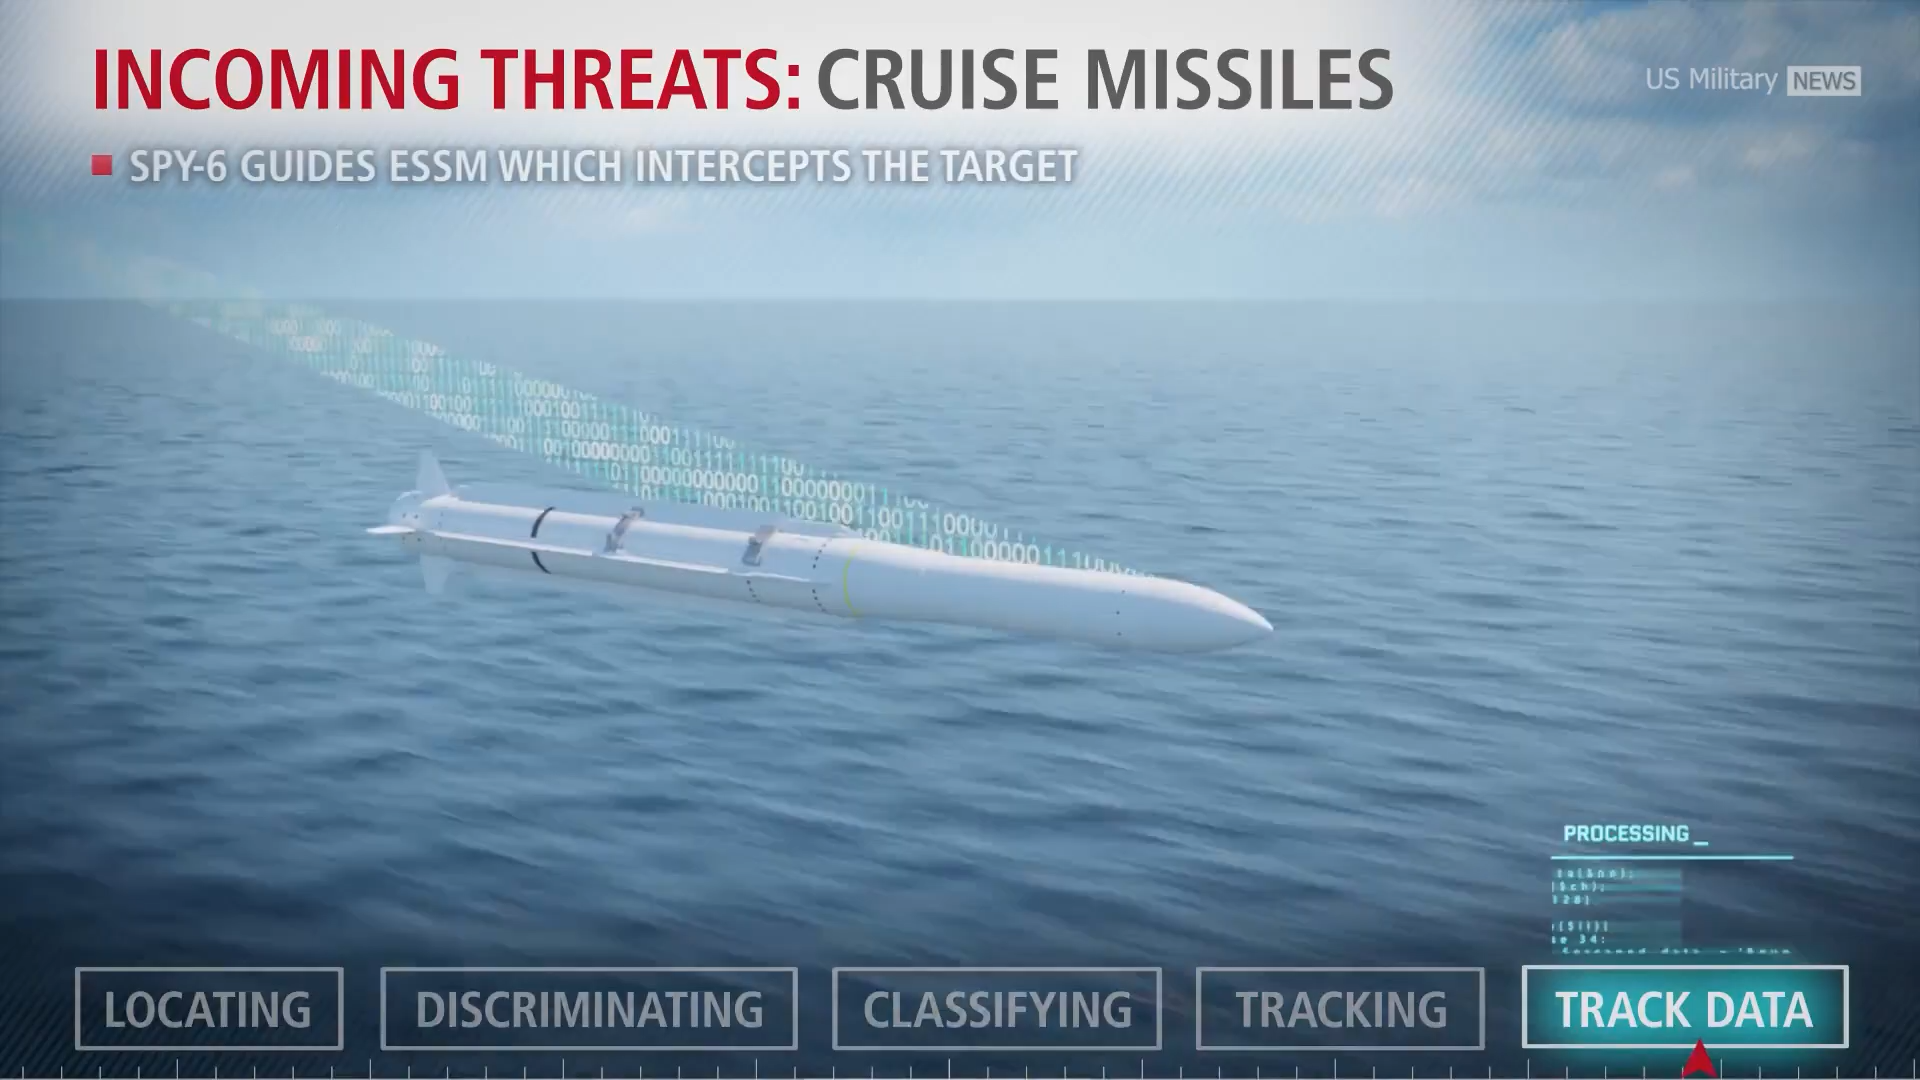 INCOMING THREATS: CRUISE MISSILES
US Military NEWS
SPY-6 GUIDES ESSM WHICH INTERCEPTS THE TARGET
PROCESSING_
LOCATING
DISCRIMINATING
CLASSIFYING
TRACKING
TRACK DATA